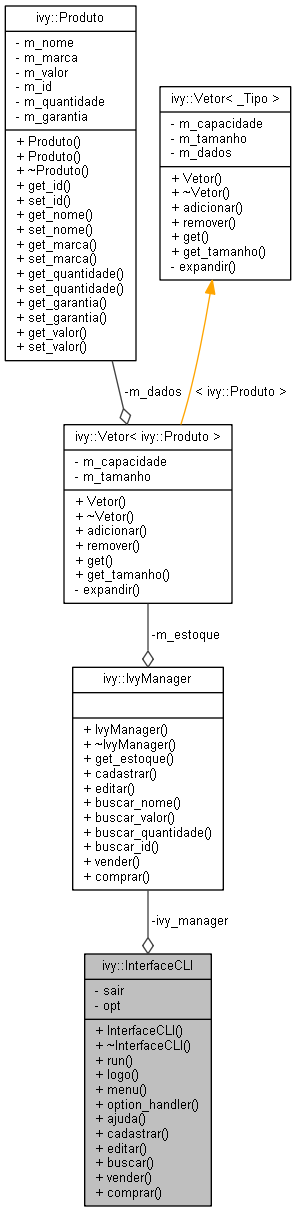 ivy::Produto
- m_nome
- m_marca
- m_valor
- m_id
- m_quantidade
- m_garantia
+ Produto()
+ Produto()
+ ~Produto()
+ get_id()
+ set_id()
+ get_nome()
+ set_nome()
+ get_marca()
+ set_marca()
+ get_quantidade()
+ set_quantidade()
+ get_garantia()
+ set_garantia()
+ get_valor()
+ set_valor()
ivy::Vetor< _Tipo >
- m_capacidade
- m_tamanho
- m_dados
+ Vetor()
+ ~Vetor()
+ adicionar()
+ remover()
+ get()
+ get_tamanho()
- expandir()
-m_dados
< ivy::Produto >
ivy::Vetor< ivy::Produto >
- m_capacidade
- m_tamanho
+ Vetor()
+ ~Vetor()
+ adicionar()
+ remover()
+ get()
+ get_tamanho()
- expandir()
-m_estoque
ivy::IvyManager
+ IvyManager()
+ ~IvyManager()
+ get_estoque()
+ cadastrar()
+ editar()
+ buscar_nome()
+ buscar_valor()
+ buscar_quantidade()
+ buscar_id()
+ vender()
+ comprar()
-ivy_manager
ivy::InterfaceCLI
- sair
- opt
+ InterfaceCLI()
+ ~InterfaceCLI()
+ run()
+ logo()
+ menu()
+ option_handler()
+ ajuda()
+ cadastrar()
+ editar()
+ buscar()
+ vender()
+ comprar()